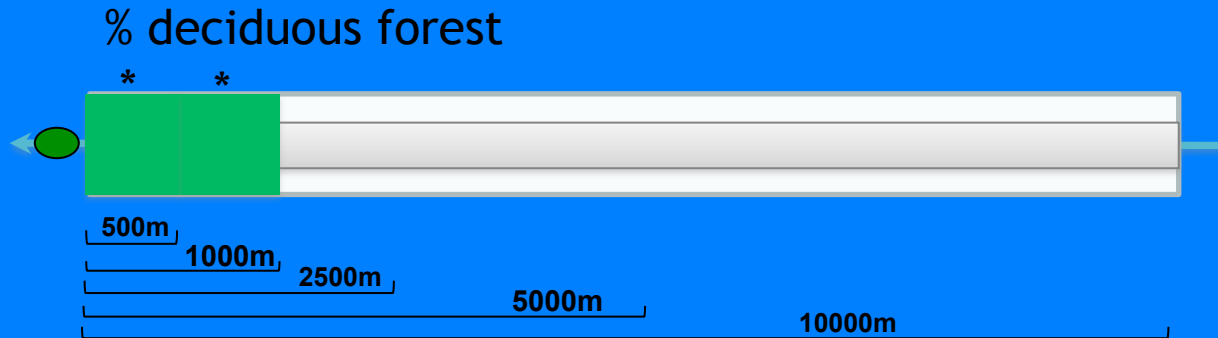 % deciduous forest
* *
500m
1000m
2500m
5000m
10000m